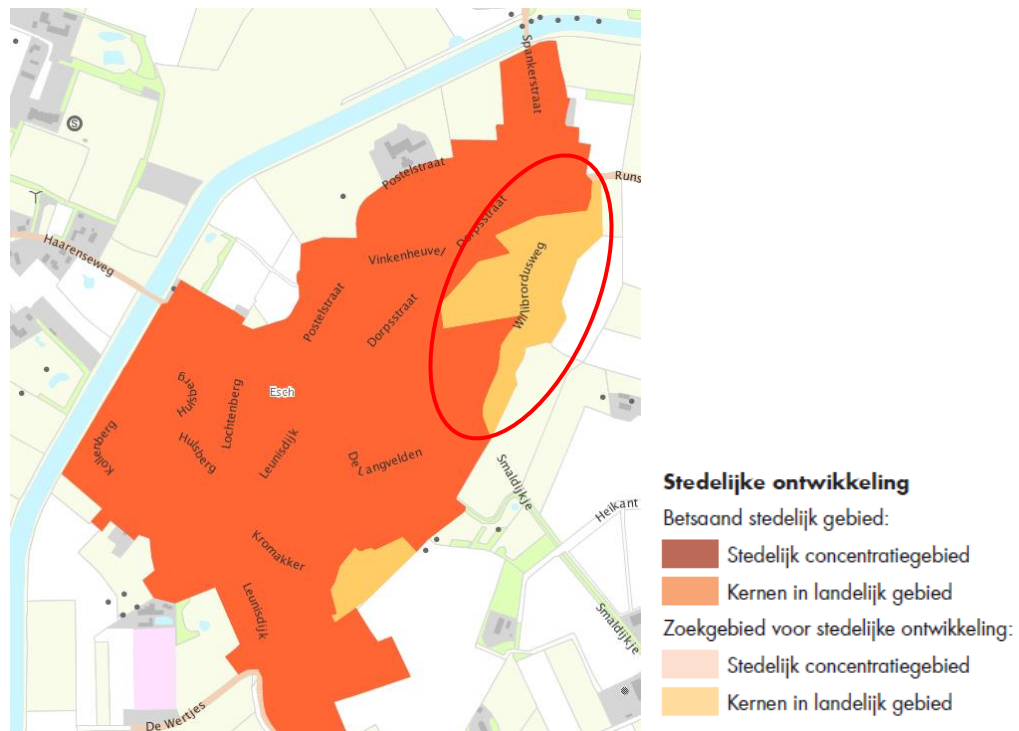 Spankerstraat
Postelstraat
Runs
Dorpsstraat
Haarenseweg
Vinkenheuvel
Willibrordusweg
Postelstraat
Dorpsstraat
Esch
Hulsberg
Lochtenberg
Kollenberg
Hulsberg
Leunisdijk
De Langvelden
Smaldijkje
Heikant
Kromakker
Leunisdijk
Smaldijkje
De Wertjes
S
Stedelijke ontwikkeling
Betsaand stedelijk gebied:
Stedelijk concentratiegebied
Kernen in landelijk gebied
Zoekgebied voor stedelijke ontwikkeling:
Stedelijk concentratiegebied
Kernen in landelijk gebied